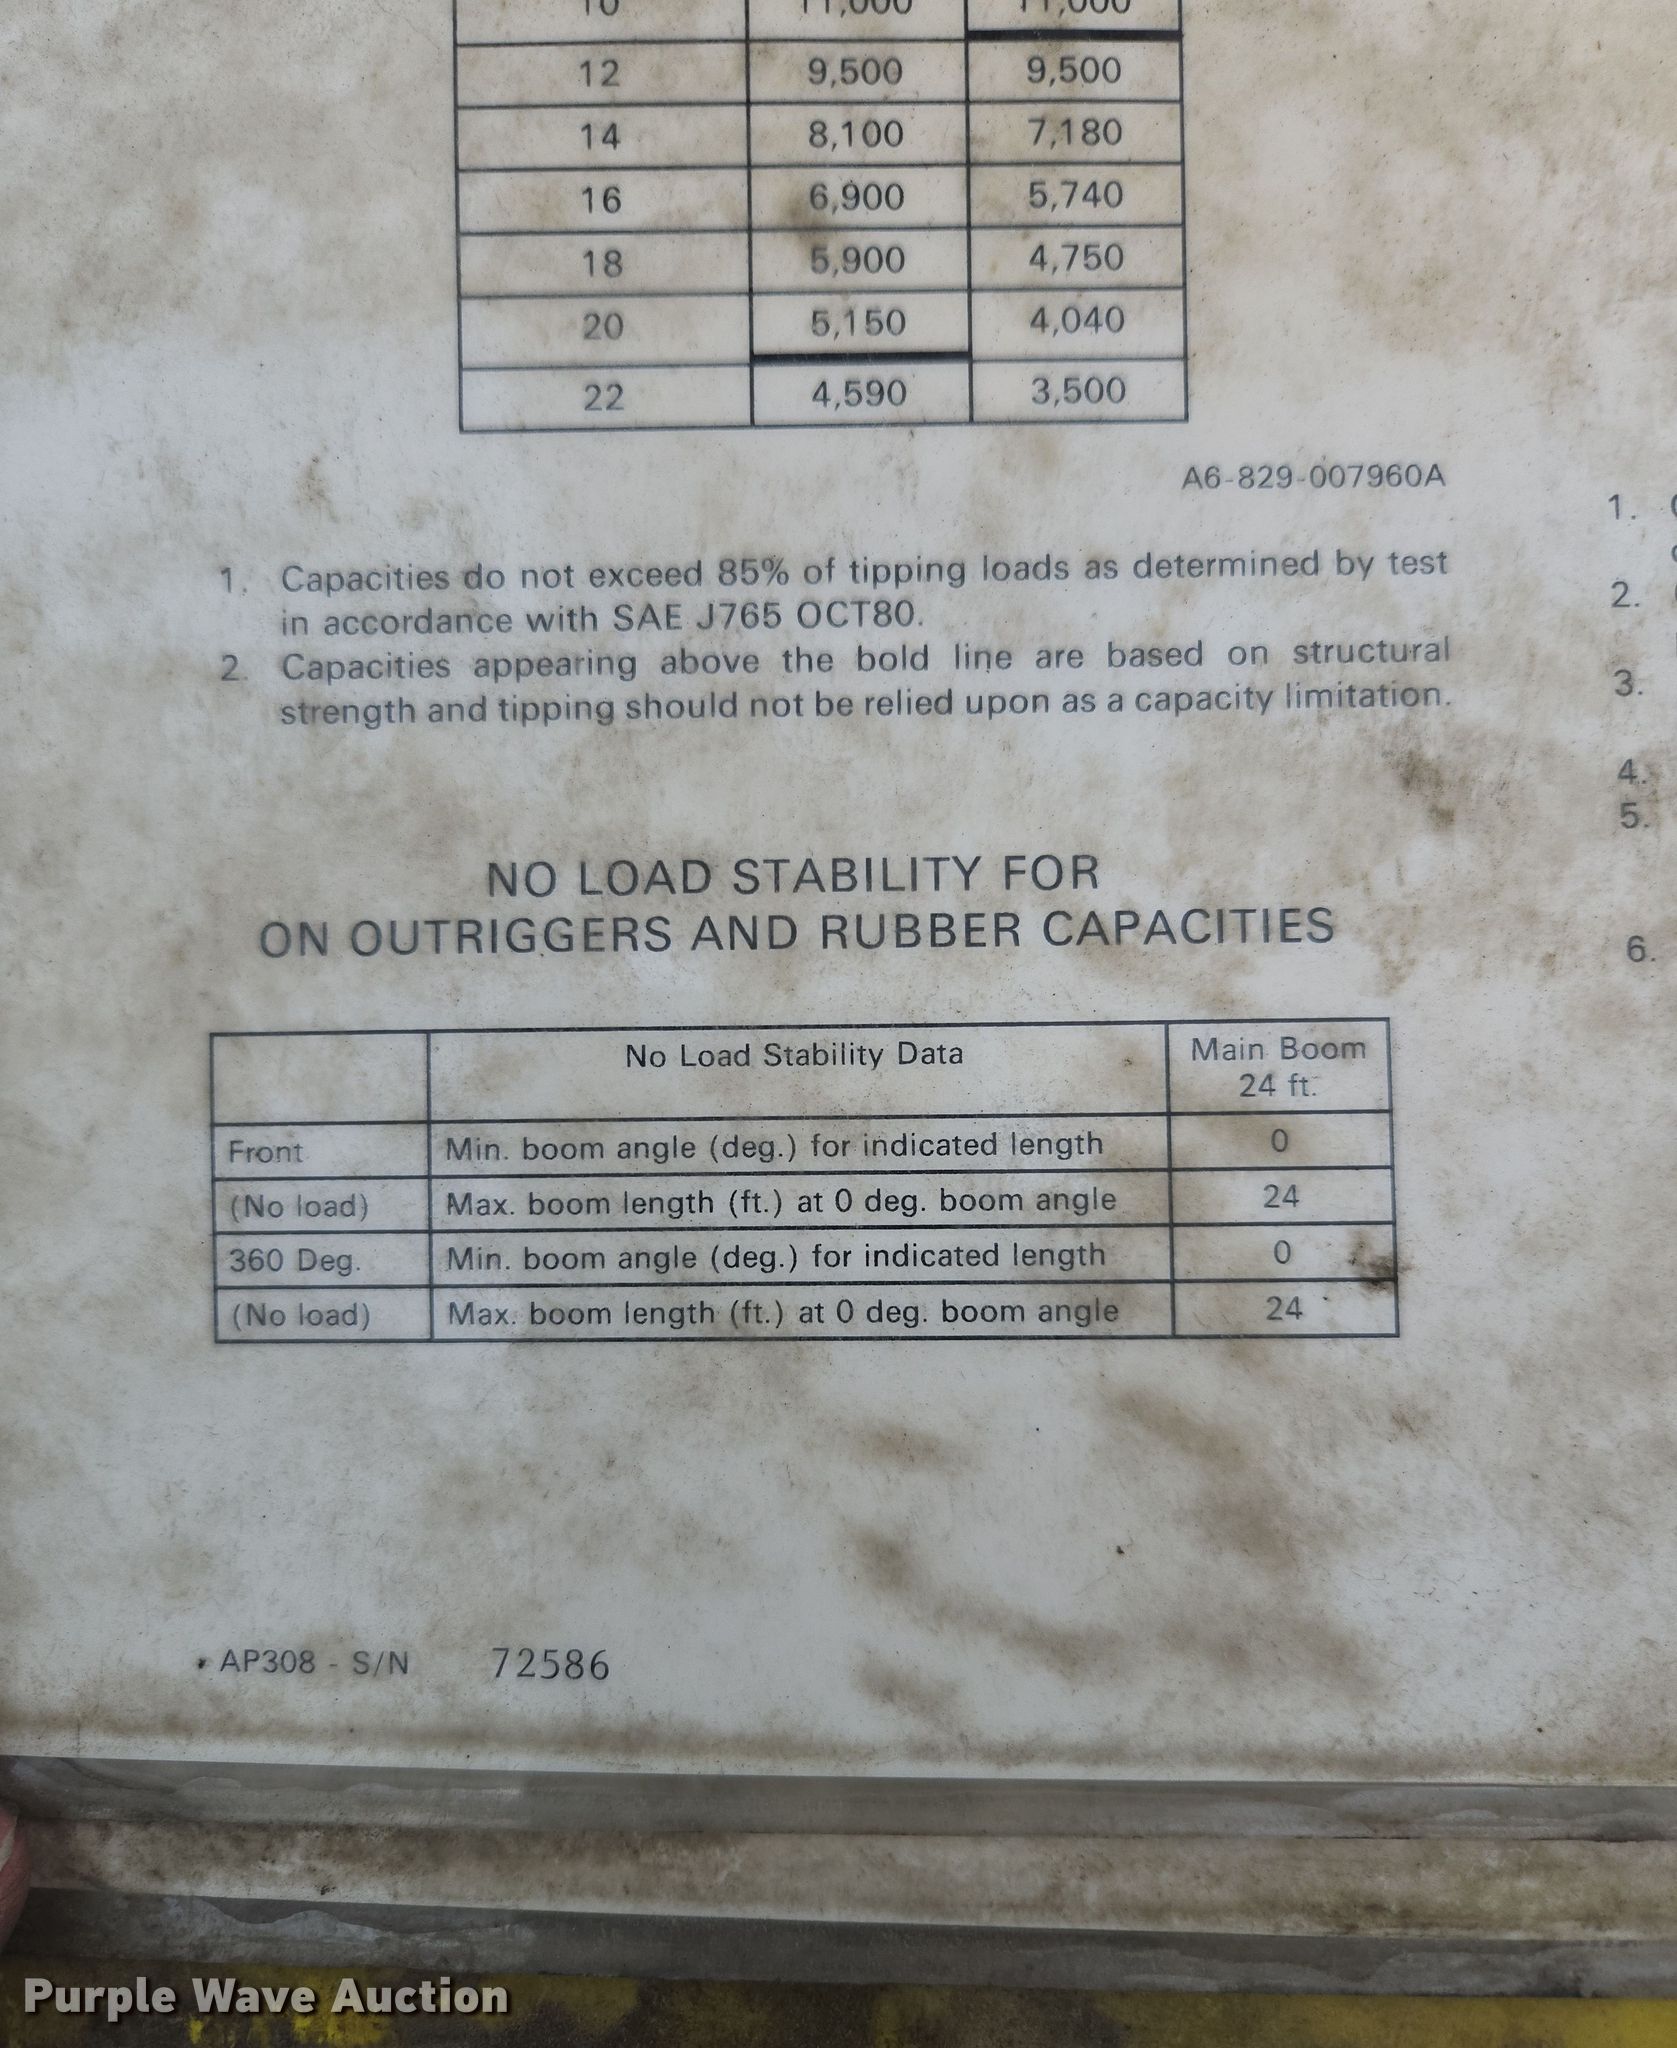 10 11,000 11,000
12 9,500 9,500
14 8,100 7,180
16 6,900 5,740
18 5,900 4,750
20 5,150 4,040
22 4,590 3,500
A6-829-007960A
1. Capacities do not exceed 85% of tipping loads as determined by test
in accordance with SAE J765 OCT80.
2. Capacities appearing above the bold line are based on structural
strength and tipping should not be relied upon as a capacity limitation.
NO LOAD STABILITY FOR
ON OUTRIGGERS AND RUBBER CAPACITIES
No Load Stability Data Main Boom
24 ft.
Front Min. boom angle (deg.) for indicated length 0
(No load) Max. boom length (ft.) at 0 deg. boom angle 24
360 Deg. Min. boom angle (deg.) for indicated length 0
(No load) Max. boom length (ft.) at 0 deg. boom angle 24
AP308 - S/N 72586
1.
2.
3.
4.
5.
6.
Purple Wave Auction